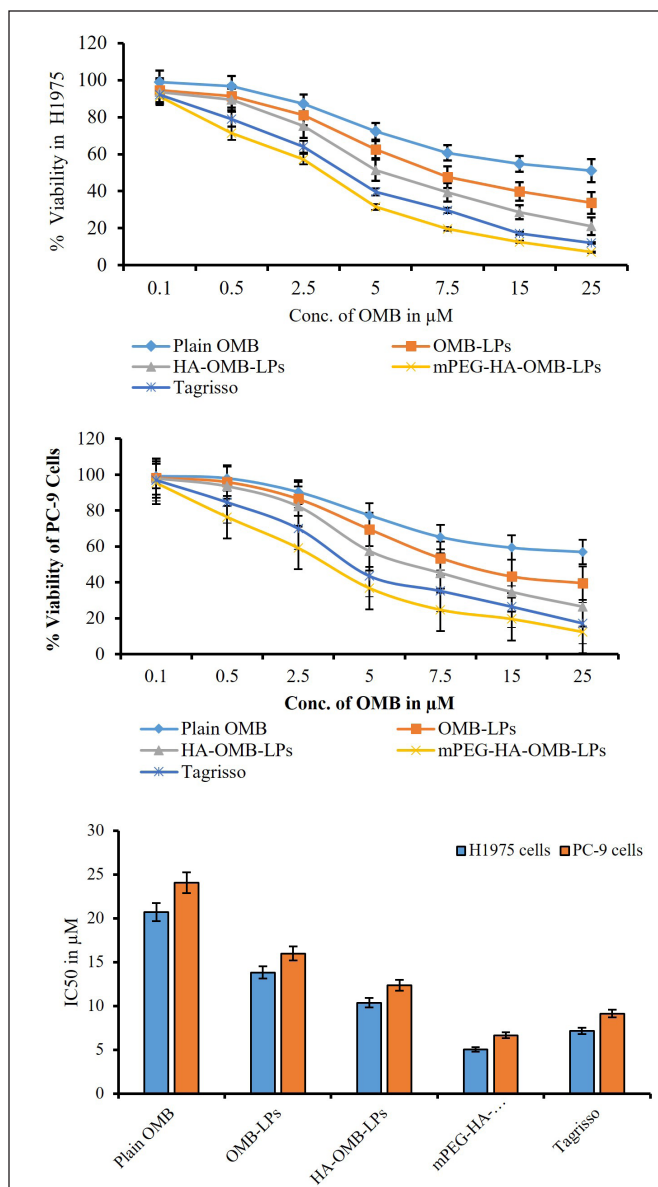 120
100
80
60
40
20
0
% Viability in H1975
0.1 0.5 2.5 5 7.5 15 25
Conc. of OMB in µM
Plain OMB OMB-LPs
HA-OMB-LPs mPEG-HA-OMB-LPs
Tagrisso
120
100
80
60
40
20
0
% Viability of PC-9 Cells
0.1 0.5 2.5 5 7.5 15 25
Conc. of OMB in µM
Plain OMB OMB-LPs
HA-OMB-LPs mPEG-HA-OMB-LPs
Tagrisso
30
25
20
15
10
5
0
IC50 in µM
H1975 cells PC-9 cells
Plain OMB
OMB-LPs
HA-OMB-LPs
mPEG-HA-...
Tagrisso